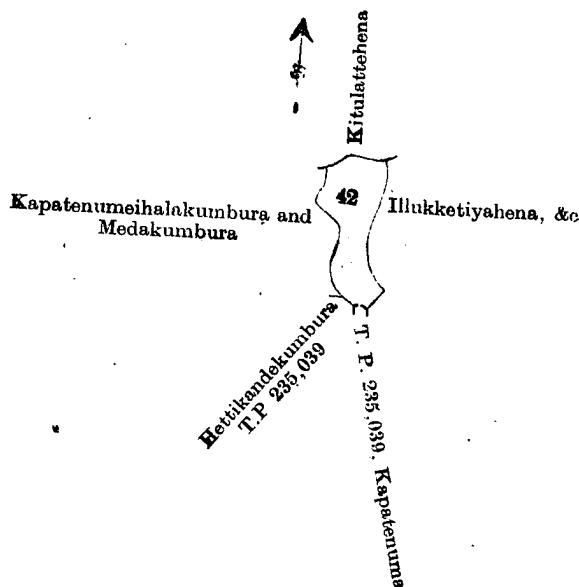 Kitulattehena
42
Kapatenumeihalakumbura and
Medakumbura
Illukketiyahena, &c
Hettikandekumbura
T.P 235,039
T. P. 235,039, Kapatenuma